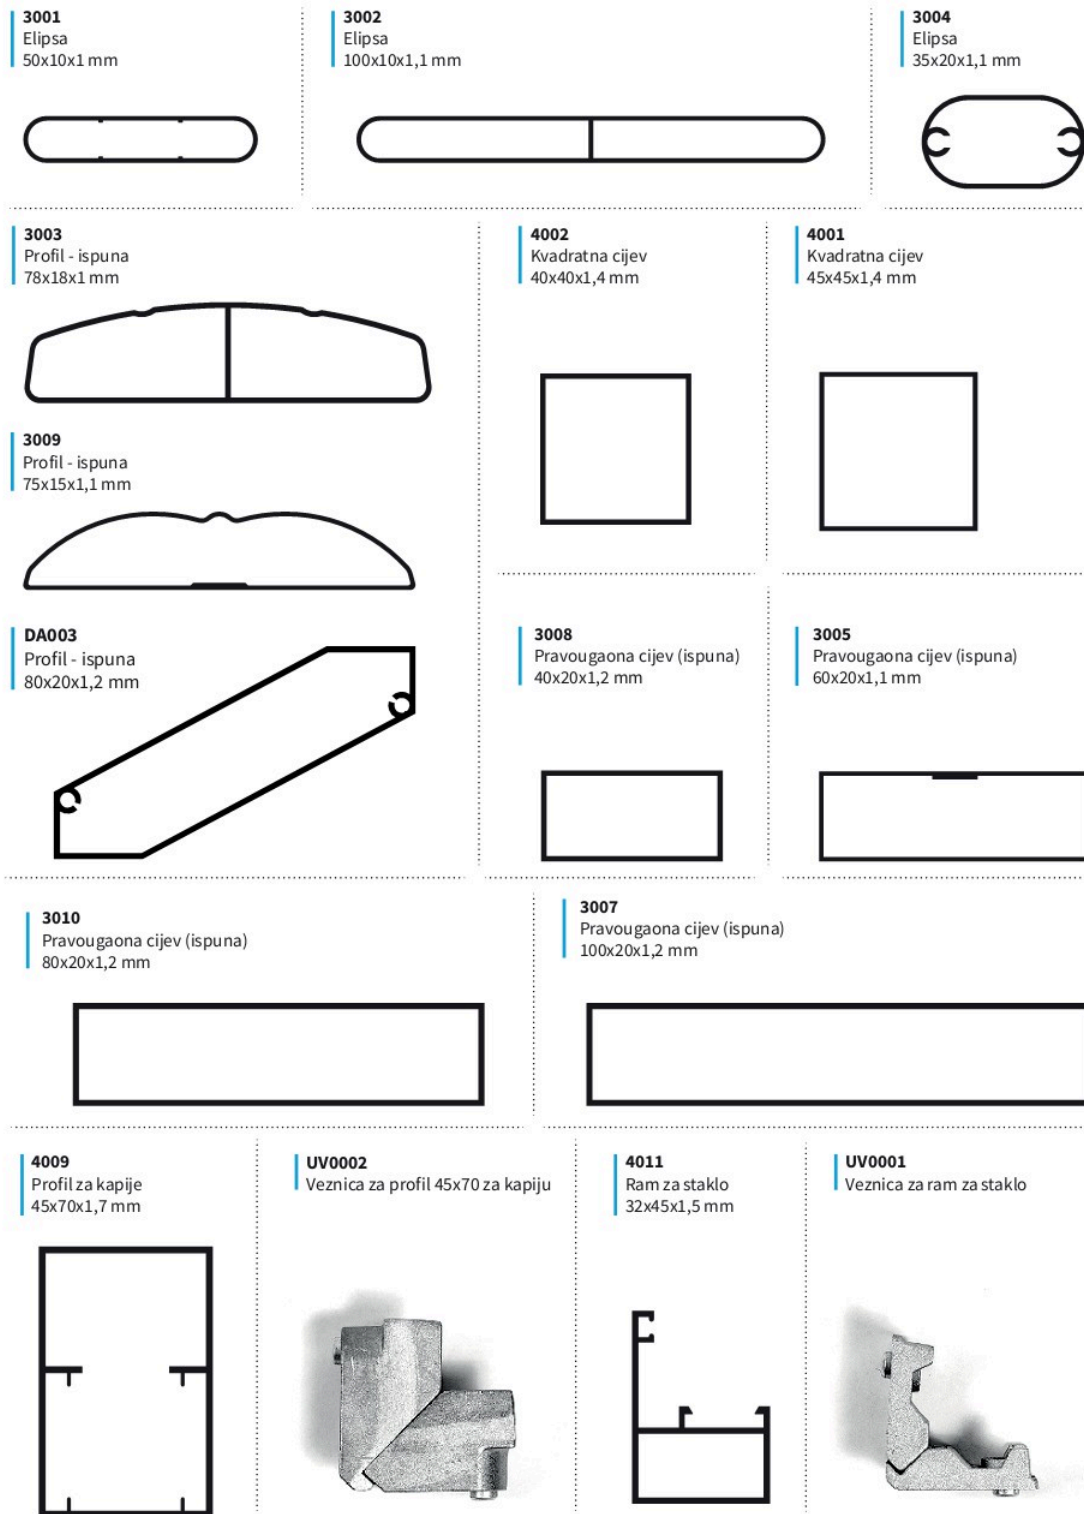 3001
Elipsa
50x10x1 mm
3002
Elipsa
100x10x1,1 mm
3004
Elipsa
35x20x1,1 mm
3003
Profil - ispuna
78x18x1 mm
4002
Kvadratna cijev
40x40x1,4 mm
4001
Kvadratna cijev
45x45x1,4 mm
3009
Profil - ispuna
75x15x1,1 mm
DA003
Profil - ispuna
80x20x1,2 mm
3008
Pravougaona cijev (ispuna)
40x20x1,2 mm
3005
Pravougaona cijev (ispuna)
60x20x1,1 mm
3010
Pravougaona cijev (ispuna)
80x20x1,2 mm
3007
Pravougaona cijev (ispuna)
100x20x1,2 mm
4009
Profil za kapije
45x70x1,7 mm
UV0002
Veznica za profil 45x70 za kapiju
4011
Ram za staklo
32x45x1,5 mm
UV0001
Veznica za ram za staklo